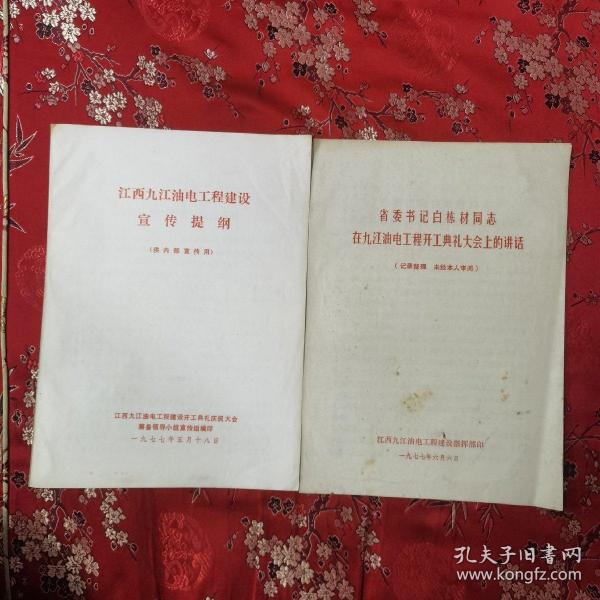 江西九江油电工程建设
宣传提纲
(供内部宣传用)
江西九江油电工程建设开工典礼庆祝大会
筹备领导小组宣传组编印
一九七七年五月十八日
省委书记白栋材同志
在九江油电工程开工典礼大会上的讲话
(记录整理 未经本人审阅)
江西九江油电工程建设指挥部印
一九七七年六月六日
孔夫子旧书网
www.kongfz.com